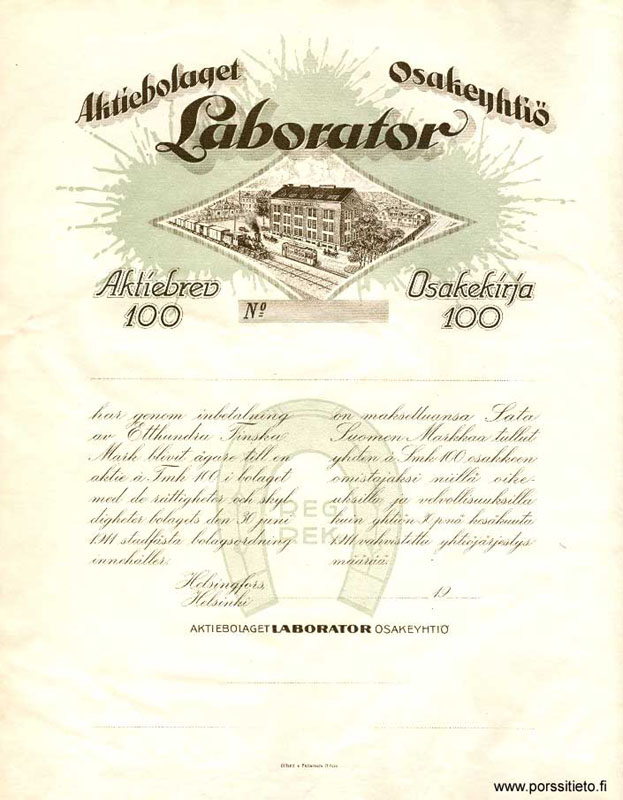 Aktiebolaget Osakeyhtiö
Laborator
Aktiebrev Osakekirja
100 Nº 100
har genom inbetalning
av Etthundra Finska
Mark blivit ägare till en
aktie à Fmk 100 i bolaget
med de rättigheter och skyl
digheter bolagets den 30 juni
1911 stadfästa bolagsordning
innehåller.
on maksettuansa Sata
Suomen Markkaa tullut
yhden à Smk 100 osakkeen
omistajaksi niillä oike-
uksilla ja velvollisuuksilla
kuin yhtiön pnä kesäkuuta
1911 vahvistettu yhtiöjärjestys
määrää.
REG.
REK.
Helsingfors
Helsinki 19
AKTIEBOLAGET LABORATOR OSAKEYHTIÖ
www.porssitieto.fi